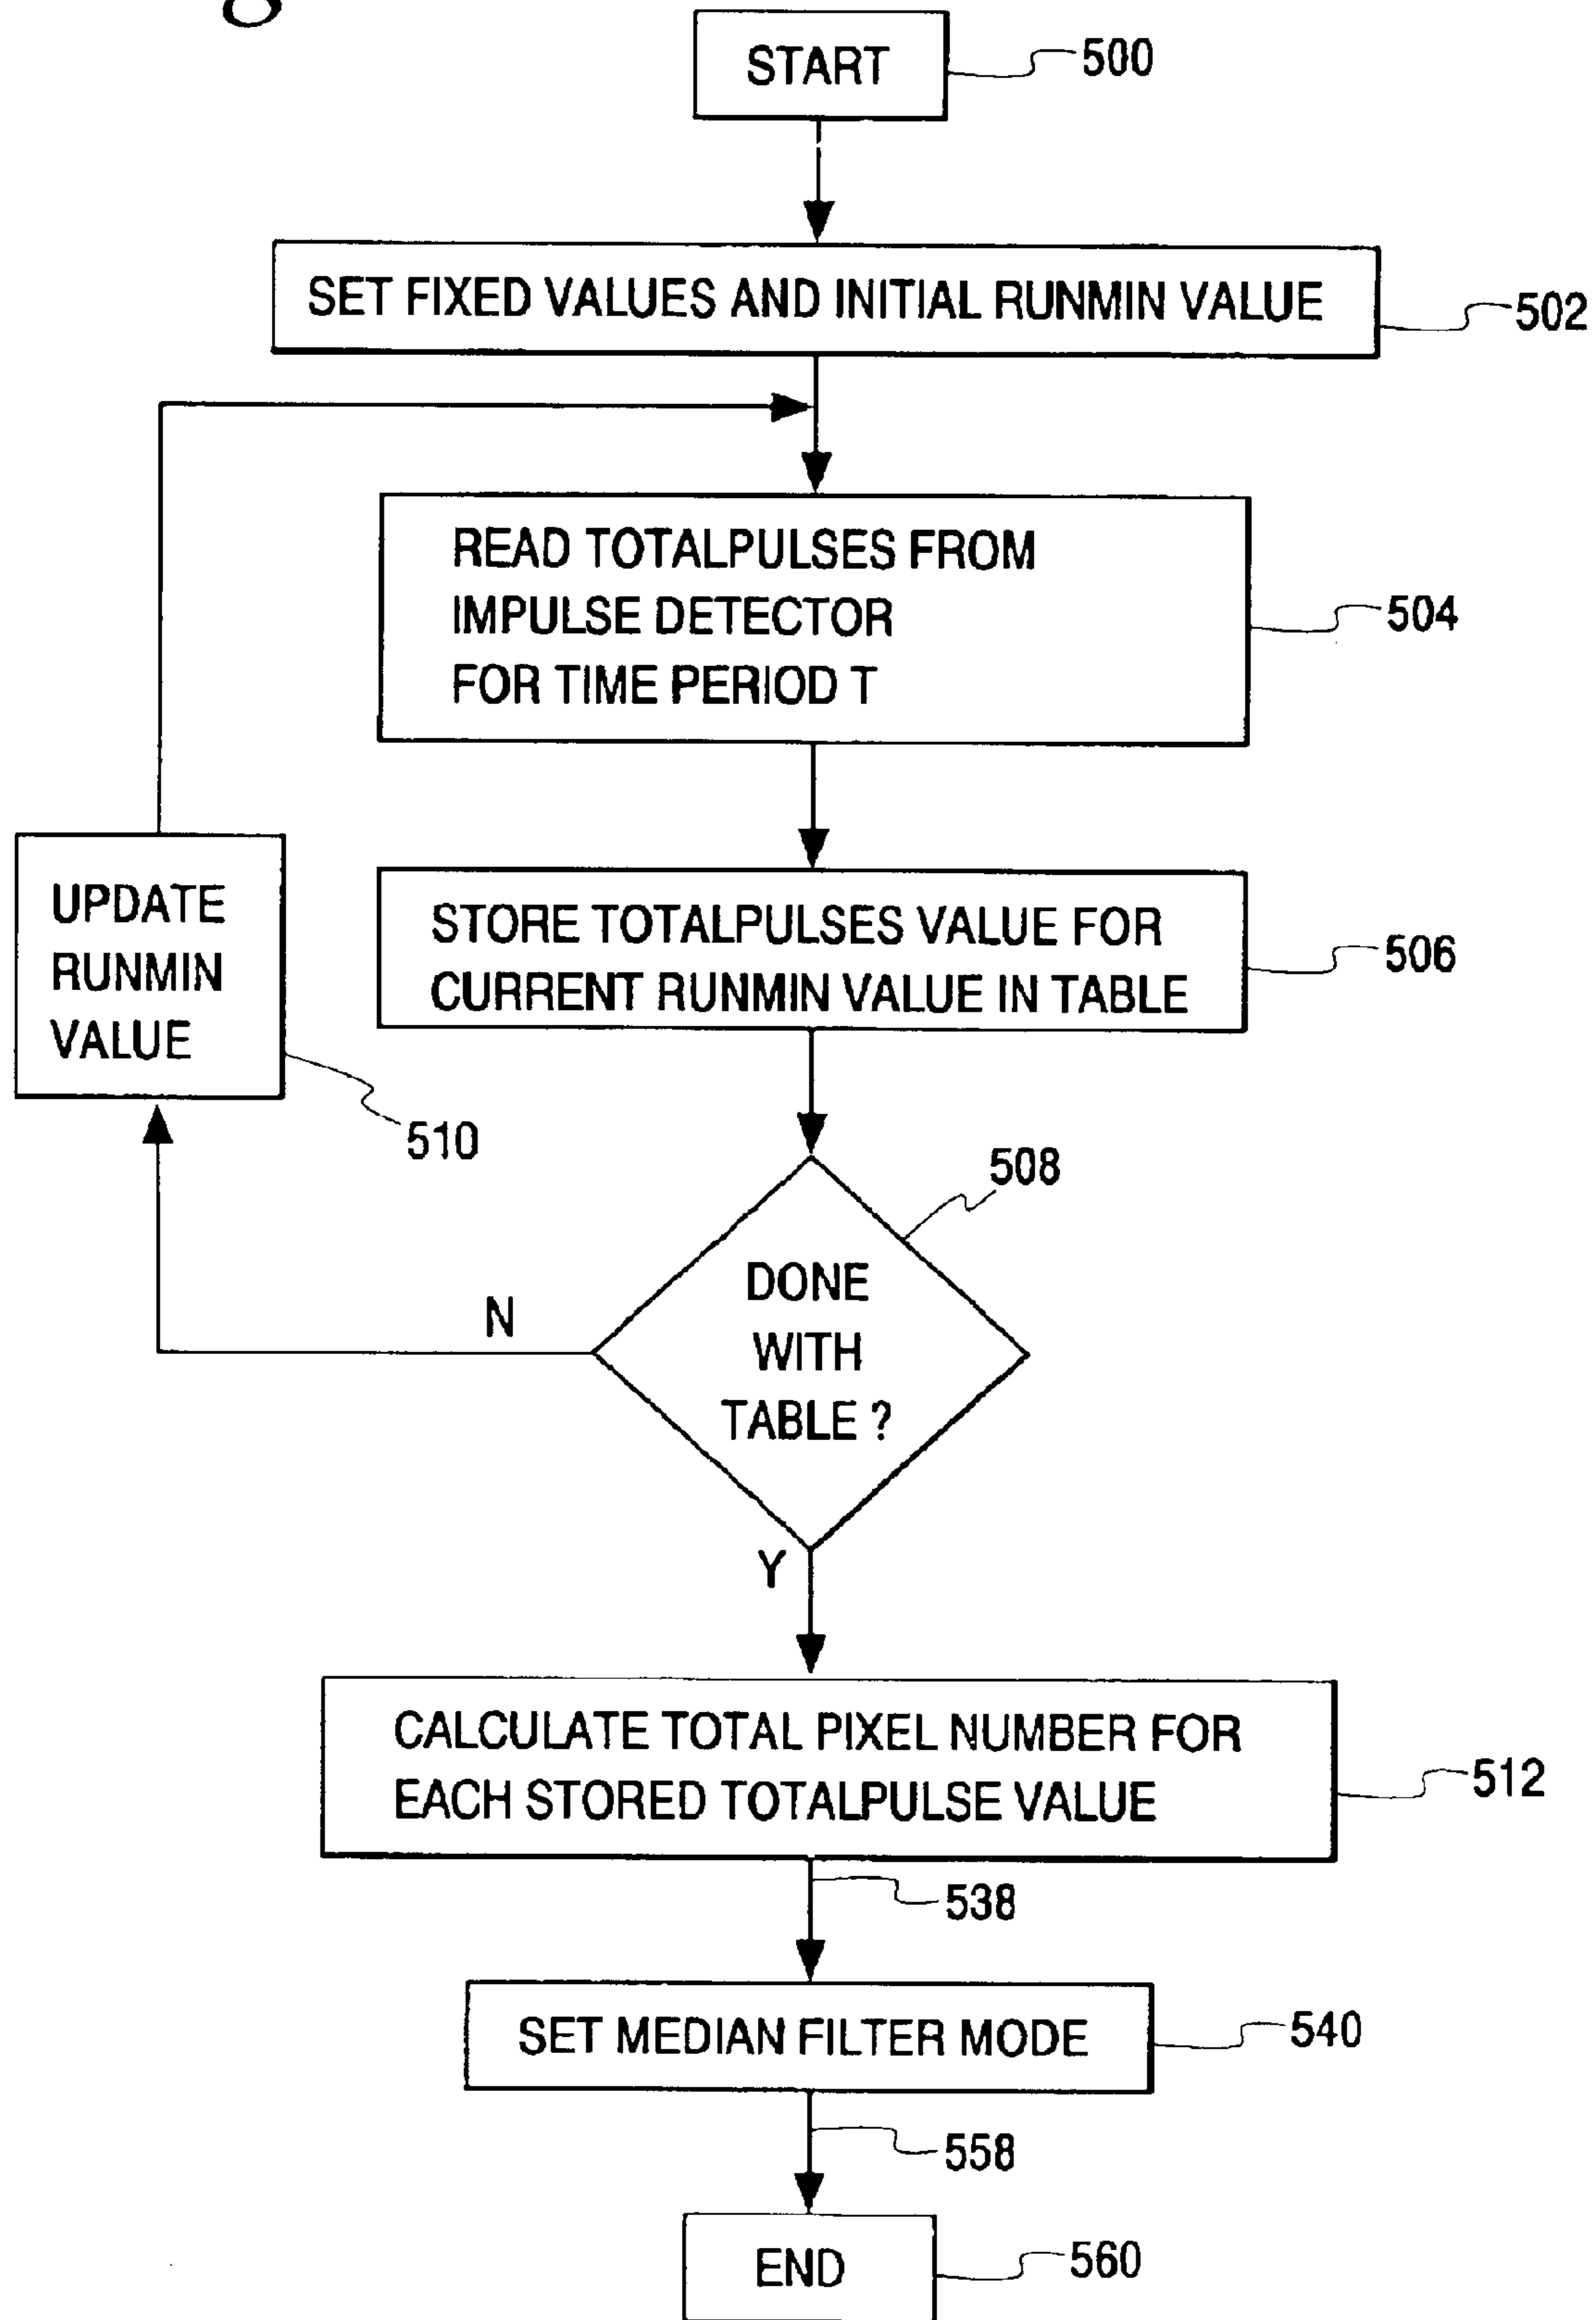 START
500
SET FIXED VALUES AND INITIAL RUNMIN VALUE
502
READ TOTALPULSES FROM
IMPULSE DETECTOR
FOR TIME PERIOD T
504
UPDATE
RUNMIN
VALUE
510
STORE TOTALPULSES VALUE FOR
CURRENT RUNMIN VALUE IN TABLE
506
508
DONE
WITH
TABLE ?
N
Y
CALCULATE TOTAL PIXEL NUMBER FOR
EACH STORED TOTALPULSE VALUE
512
538
SET MEDIAN FILTER MODE
540
558
END
560